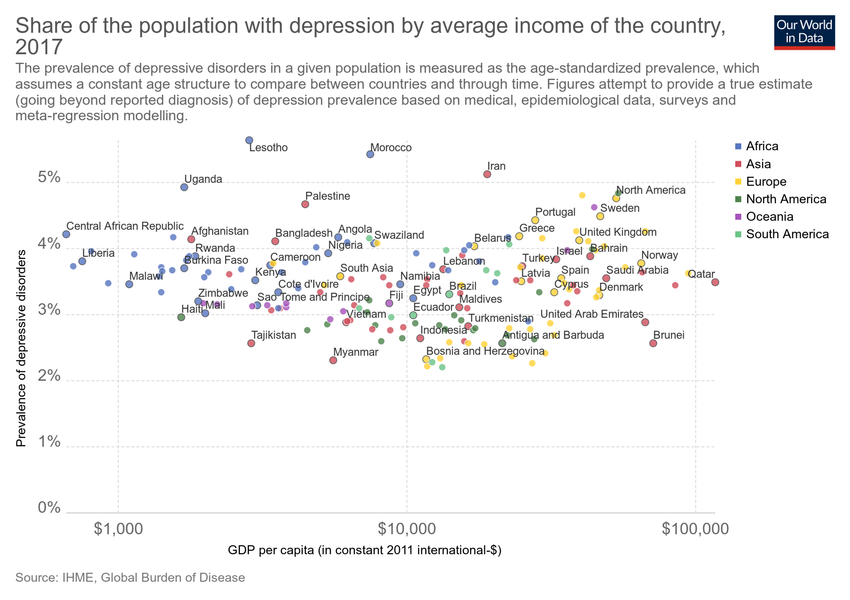 Share of the population with depression by average income of the country,
2017
Our World
in Data
The prevalence of depressive disorders in a given population is measured as the age-standardized prevalence, which
assumes a constant age structure to compare between countries and through time. Figures attempt to provide a true estimate
(going beyond reported diagnosis) of depression prevalence based on medical, epidemiological data, surveys and
meta-regression modelling.
Lesotho
Morocco
Africa
Asia
Europe
North America
Oceania
South America
Iran
5%
Uganda
North America
Palestine
Sweden
Portugal
Central African Republic
Afghanistan
Bangladesh
Angola
Swaziland
Greece
United Kingdom
Belarus
4%
Liberia
Rwanda
Nigeria
Israel
Bahrain
Burkina Faso
Cameroon
Lebanon
Turkey
Norway
Malawi
Kenya
South Asia
Namibia
Latvia
Spain
Saudi Arabia
Qatar
Zimbabwe
Cote d'Ivoire
Fiji
Egypt
Brazil
Cyprus
Denmark
Mali
Sao Tome and Principe
Maldives
3%
Haiti
Vietnam
Ecuador
Turkmenistan
United Arab Emirates
Tajikistan
Indonesia
Antigua and Barbuda
Brunei
Myanmar
Bosnia and Herzegovina
2%
1%
0%
Prevalence of depressive disorders
$1,000
$10,000
$100,000
GDP per capita (in constant 2011 international-$)
Source: IHME, Global Burden of Disease